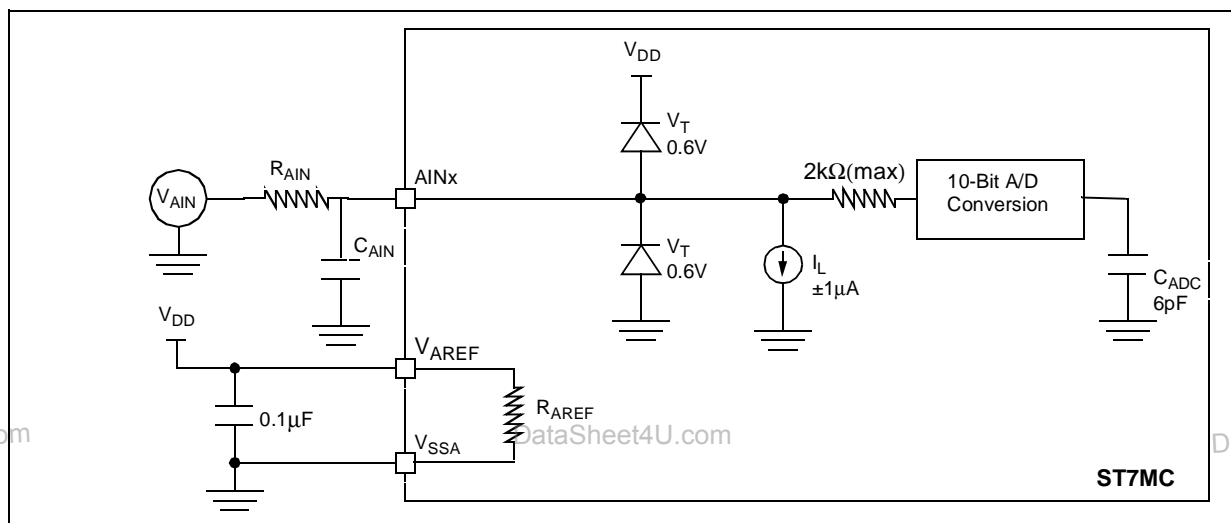 V_DD
V_T
0.6V
R_AIN
AINx
2kΩ(max)
10-Bit A/D
Conversion
V_AIN
C_AIN
V_T
0.6V
I_L
±1µA
C_ADC
6pF
V_DD
V_AREF
0.1µF
R_AREF
V_SSA
om
DataSheet4U.com
D
ST7MC